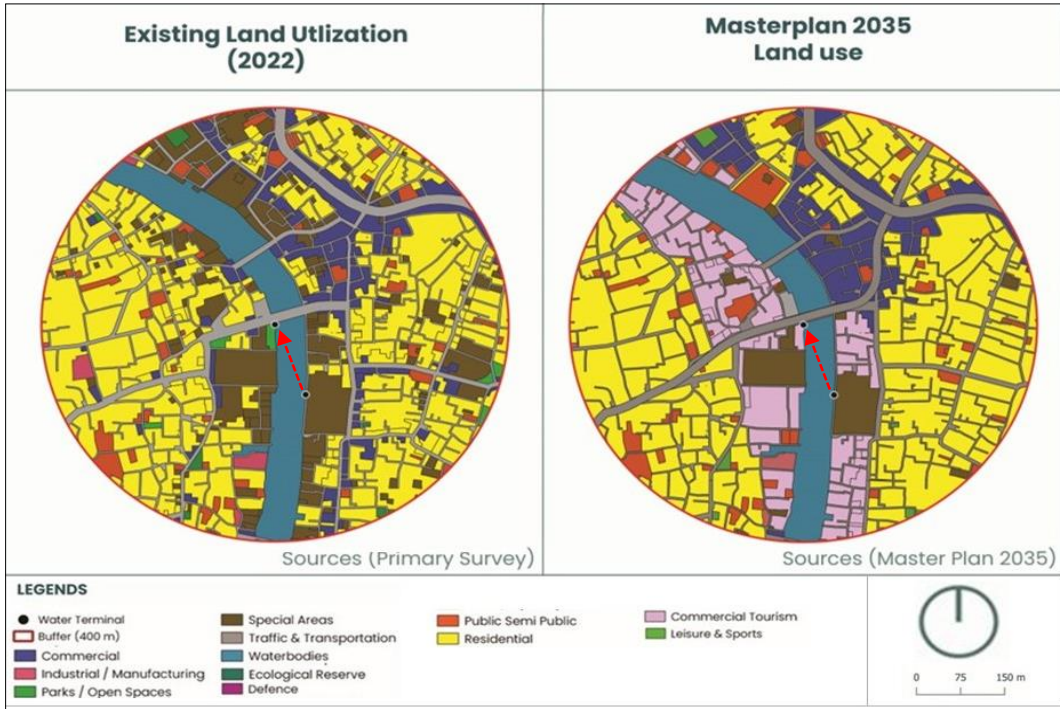 Existing Land Utlization
(2022)
Masterplan 2035
Land use
Sources (Primary Survey)
Sources (Master Plan 2035)
LEGENDS
Water Terminal
Buffer (400 m)
Commercial
Industrial / Manufacturing
Parks / Open Spaces
Special Areas
Traffic & Transportation
Waterbodies
Ecological Reserve
Defence
Public Semi Public
Residential
Commercial Tourism
Leisure & Sports
0 75 150 m